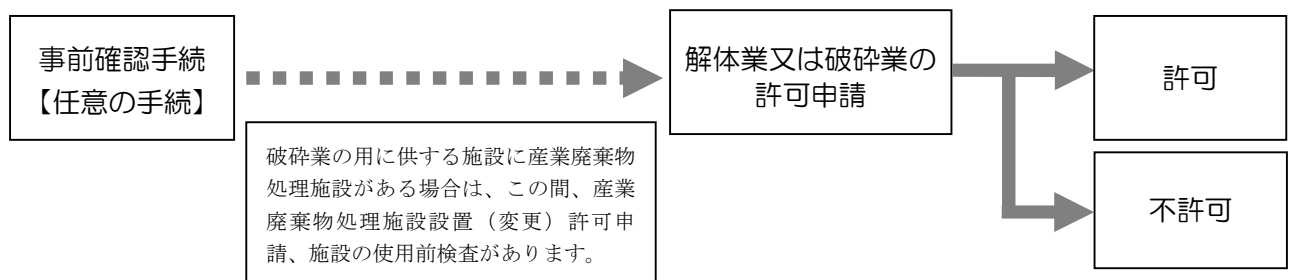 事前確認手続
【任意の手続】
破砕業の用に供する施設に産業廃棄物
処理施設がある場合は、この間、産業
廃棄物処理施設設置（変更）許可申
請、施設の使用前検査があります。
解体業又は破砕業の
許可申請
許可
不許可